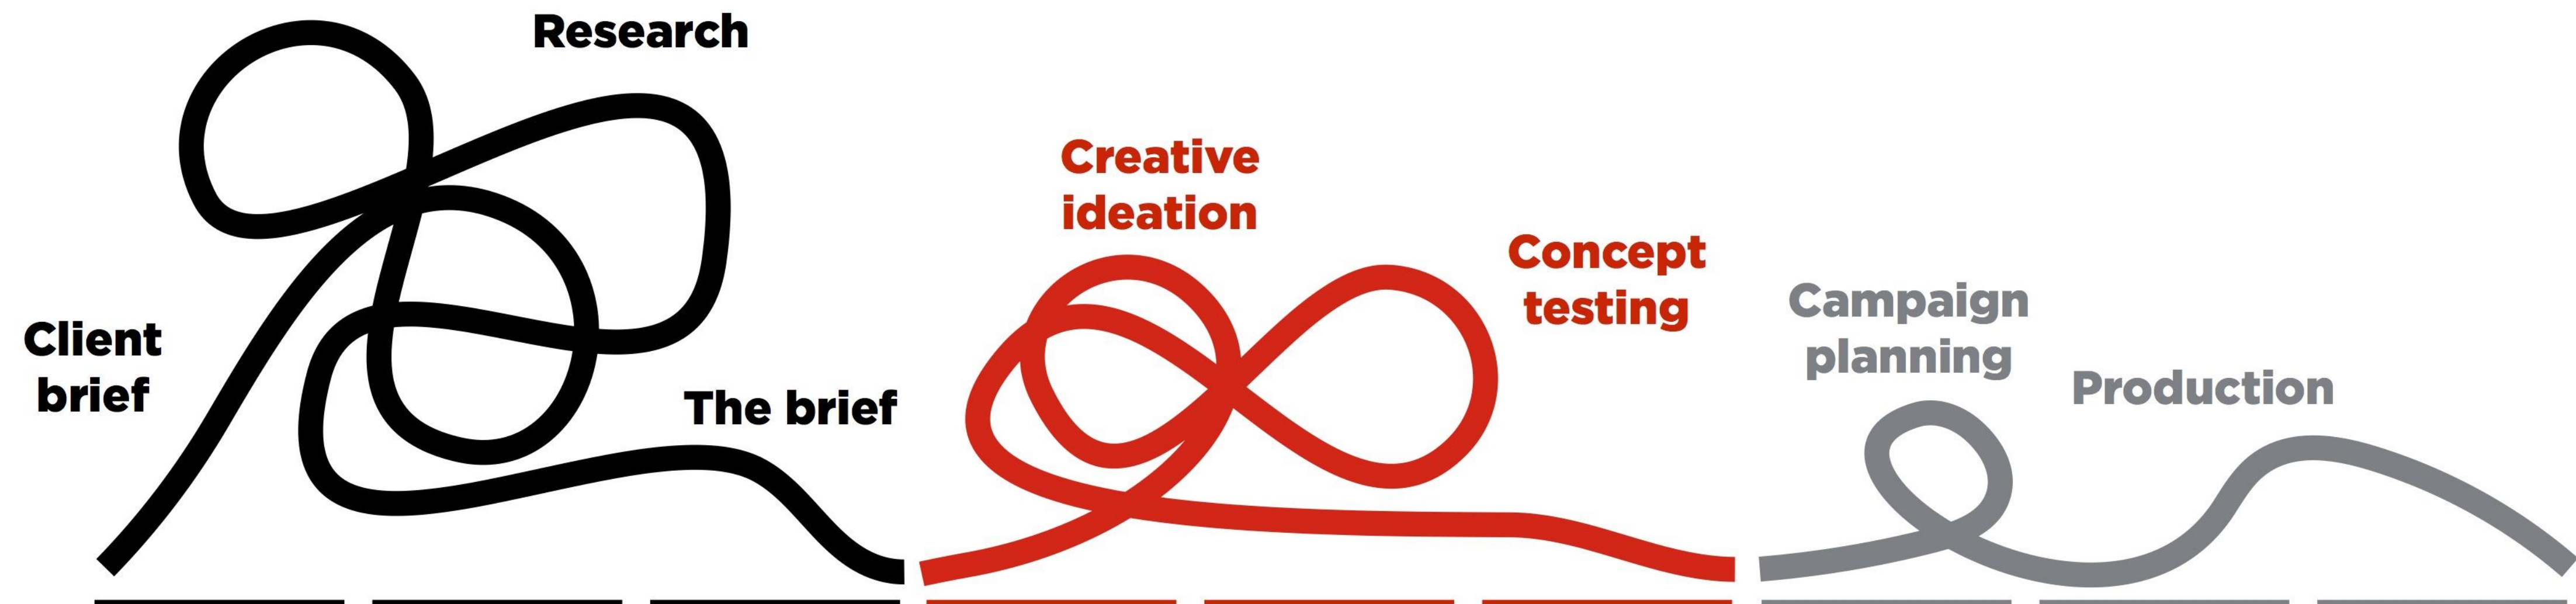 Client
brief
Research
The brief
Creative
ideation
Concept
testing
Campaign
planning
Production